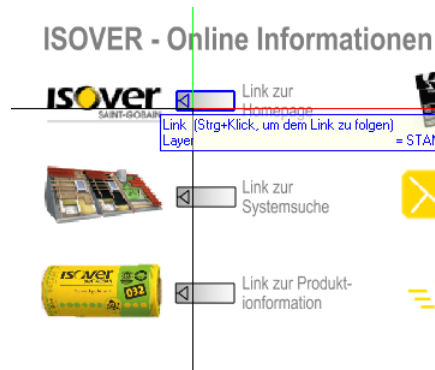 ISOVER - Online Informationen
isover
SAINT-GOBAIN
Link zur
Homepage
Link (Strg+Klick, um dem Link zu folgen)
Layer = STAN
Link zur
Systemsuche
isover
032
Link zur Produkt-
ionformation